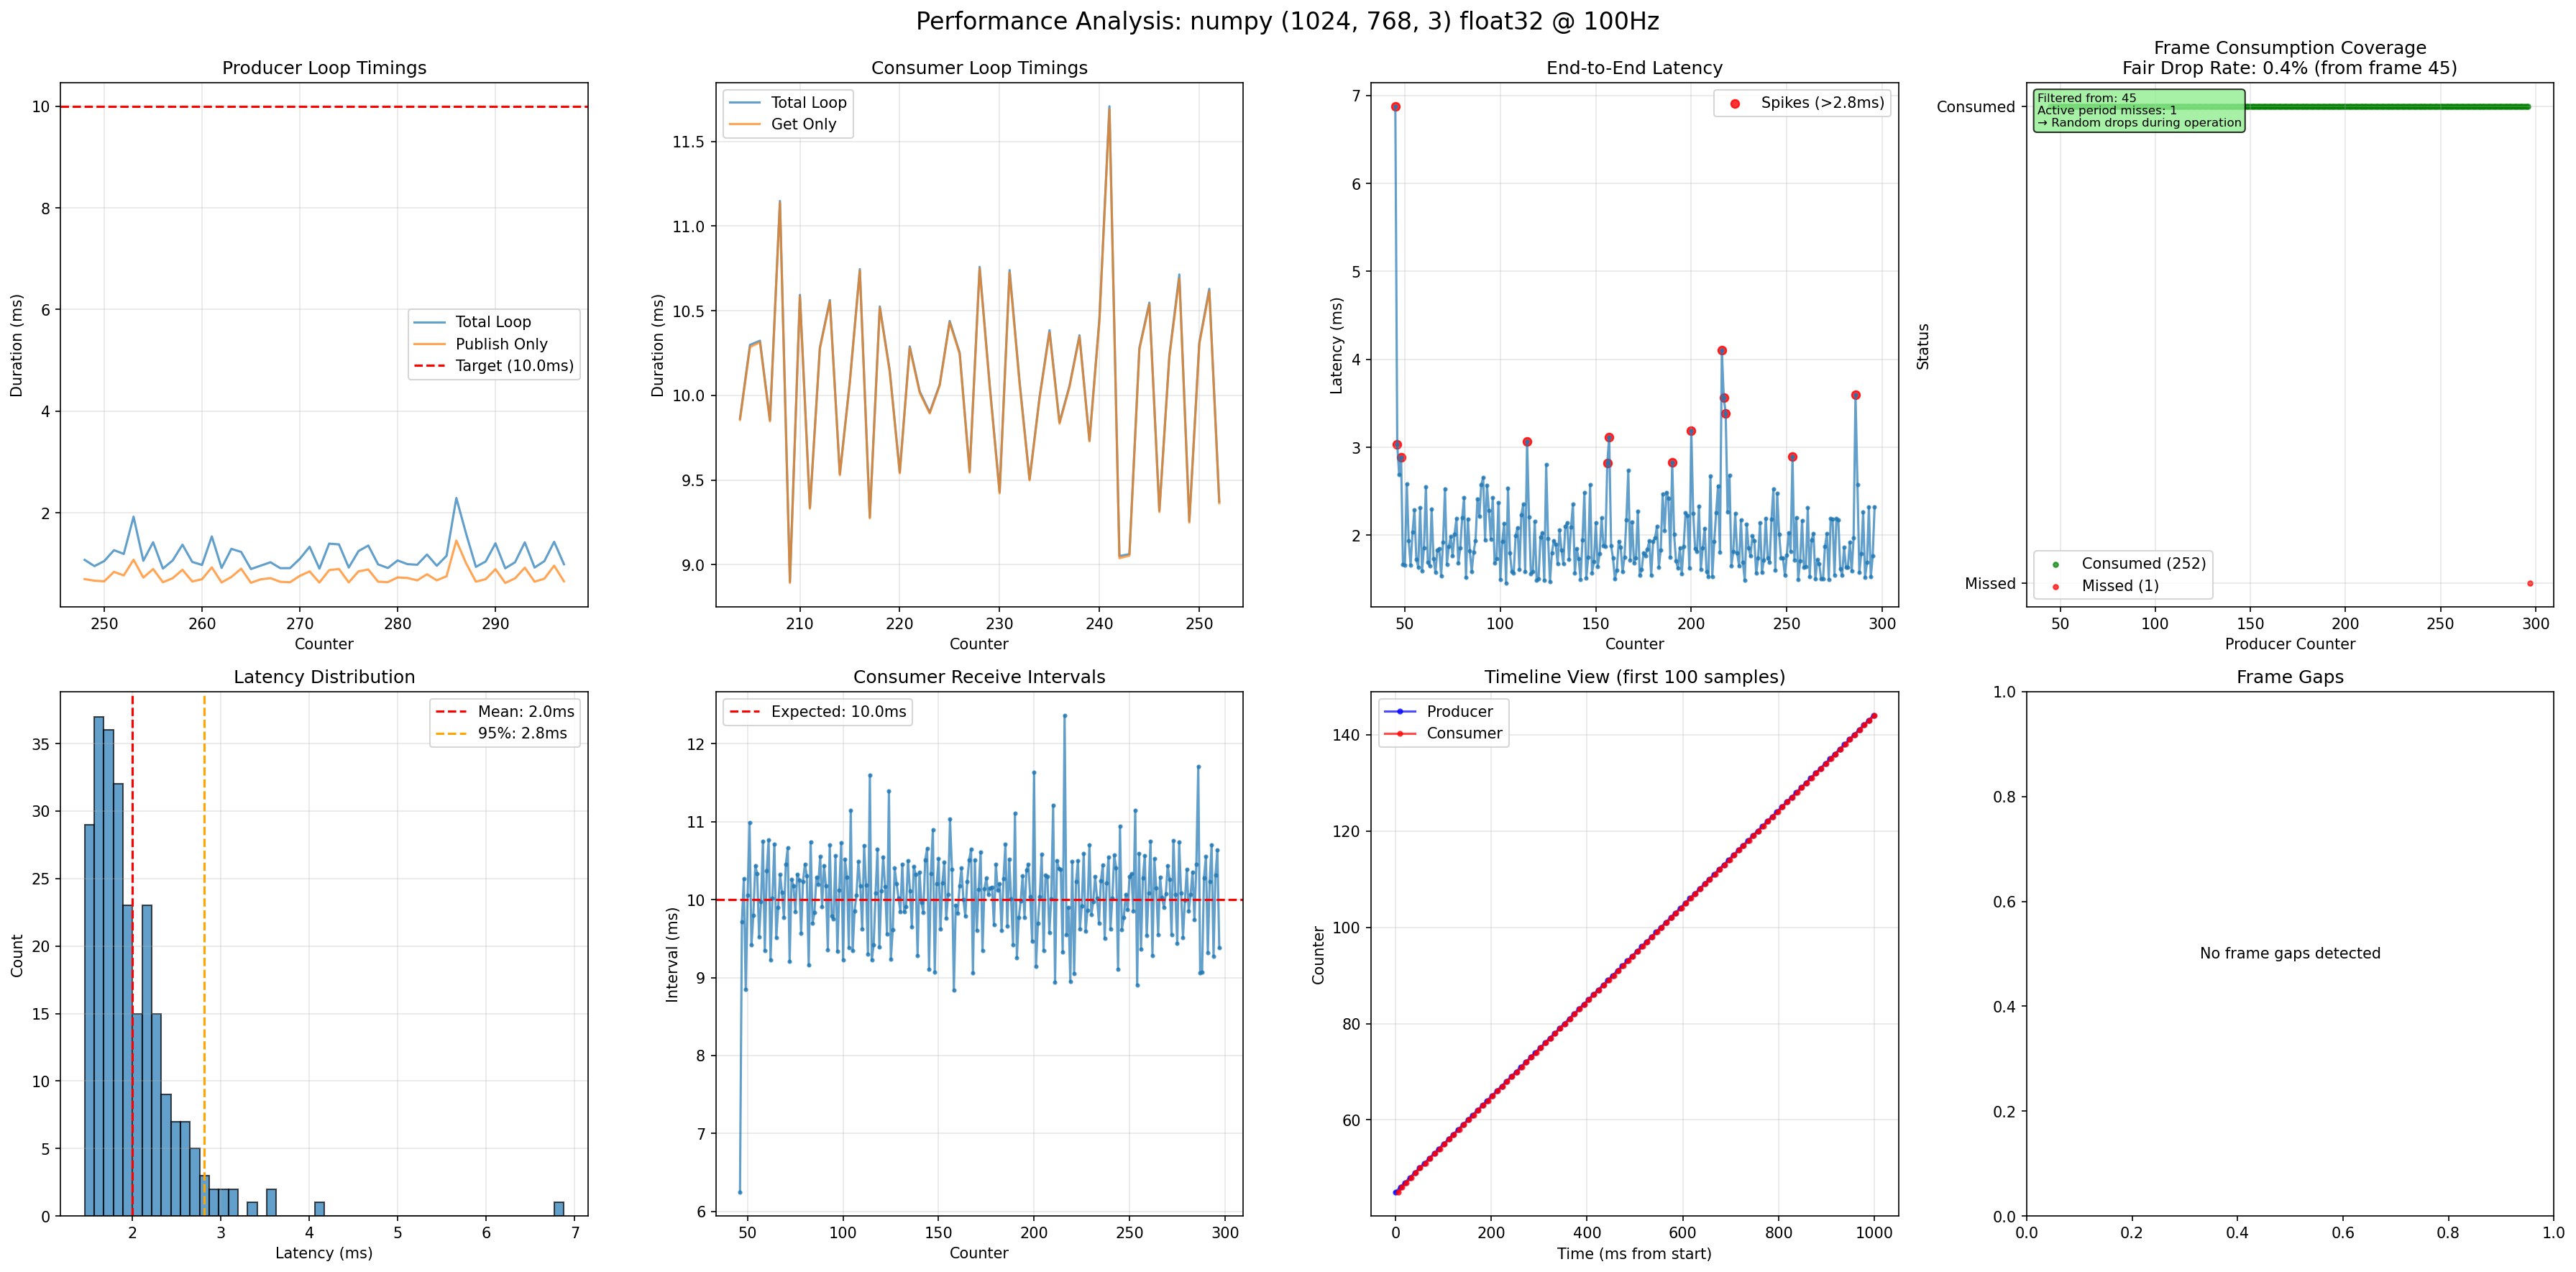 Performance Analysis: numpy (1024, 768, 3) float32 @ 100Hz
Producer Loop Timings
Duration (ms)
10
8
6
4
2
Total Loop
Publish Only
Target (10.0ms)
250
260
270
280
290
Counter
Consumer Loop Timings
Duration (ms)
11.5
11.0
10.5
10.0
9.5
9.0
Total Loop
Get Only
210
220
230
240
250
Counter
End-to-End Latency
Latency (ms)
7
6
5
4
3
2
Spikes (>2.8ms)
50
100
150
200
250
300
Counter
Frame Consumption Coverage
Fair Drop Rate: 0.4% (from frame 45)
Status
Consumed
Missed
Filtered from: 45
Active period misses: 1
→ Random drops during operation
Consumed (252)
Missed (1)
50
100
150
200
250
300
Producer Counter
Latency Distribution
Count
35
30
25
20
15
10
5
0
Mean: 2.0ms
95%: 2.8ms
2
3
4
5
6
7
Latency (ms)
Consumer Receive Intervals
Interval (ms)
12
11
10
9
8
7
6
Expected: 10.0ms
50
100
150
200
250
300
Counter
Timeline View (first 100 samples)
Counter
140
120
100
80
60
Producer
Consumer
0
200
400
600
800
1000
Time (ms from start)
Frame Gaps
1.0
0.8
0.6
0.4
0.2
0.0
No frame gaps detected
0.0
0.2
0.4
0.6
0.8
1.0